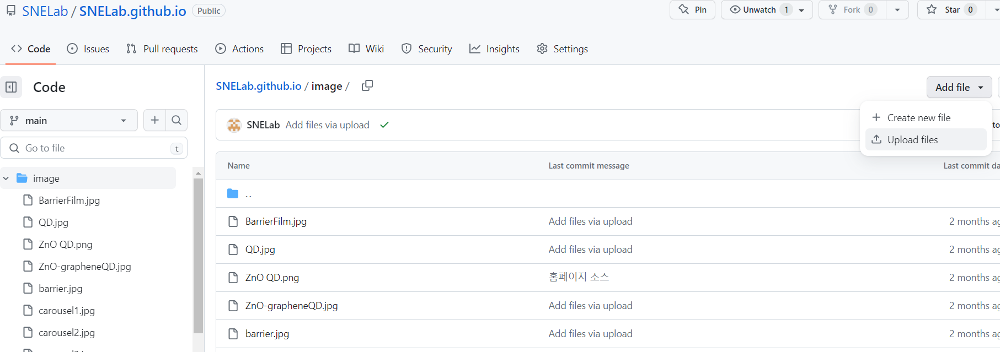 SNELab / SNELab.github.io Public
Pin
Unwatch 1
Fork 0
Star 0
Code
Issues
Pull requests
Actions
Projects
Wiki
Security
Insights
Settings
Code
main
Go to file
t
image
BarrierFilm.jpg
QD.jpg
ZnO QD.png
ZnO-grapheneQD.jpg
barrier.jpg
carousel1.jpg
carousel2.jpg
SNELab.github.io / image /
Add file
Create new file
Upload files
SNELab Add files via upload
to
Name Last commit message Last commit da
..
BarrierFilm.jpg Add files via upload 2 months ag
QD.jpg Add files via upload 2 months ag
ZnO QD.png 홈페이지 소스 2 months ag
ZnO-grapheneQD.jpg Add files via upload 2 months ag
barrier.jpg Add files via upload 2 months ag